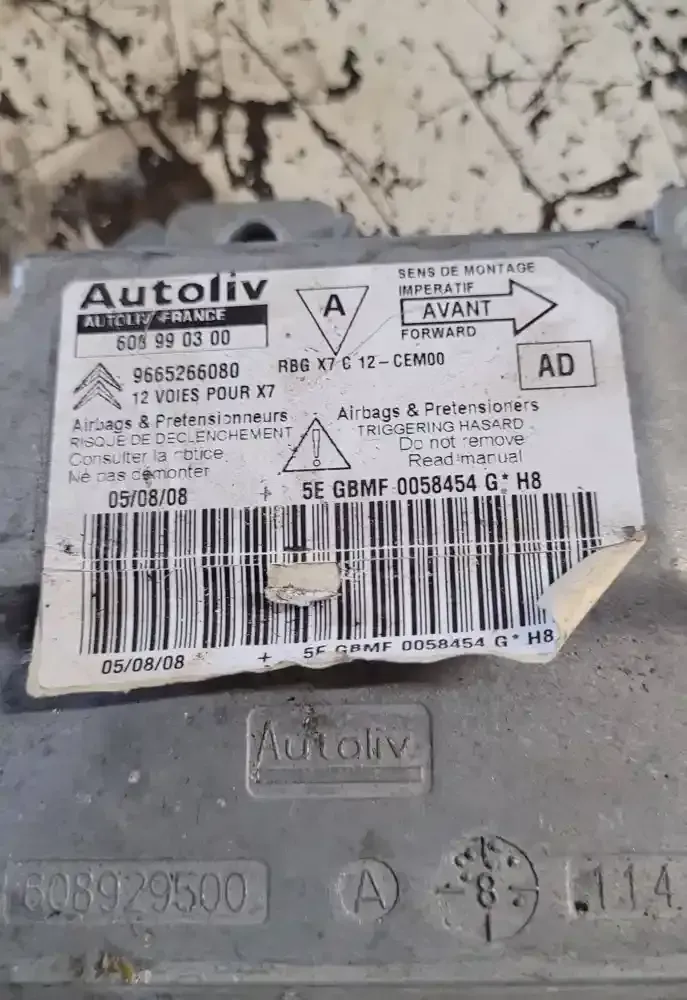 Autoliv
AUTOLIV-FRANCE
608 99 03 00
A
SENS DE MONTAGE
IMPERATIF
AVANT
FORWARD
9665266080
12 VOIES POUR X7
RBG X7 C 12-CEM00
AD
Airbags & Pretensionneurs
RISQUE DE DECLENCHEMENT
Consulter la notice
Ne pas démonter
Airbags & Pretensioners
TRIGGERING HASARD
Do not remove
Read manual
05/08/08 + 5E GBMF 0058454 G* H8
05/08/08 + 5E GBMF 0058454 G* H8
Autoliv
608929500
A
8
114